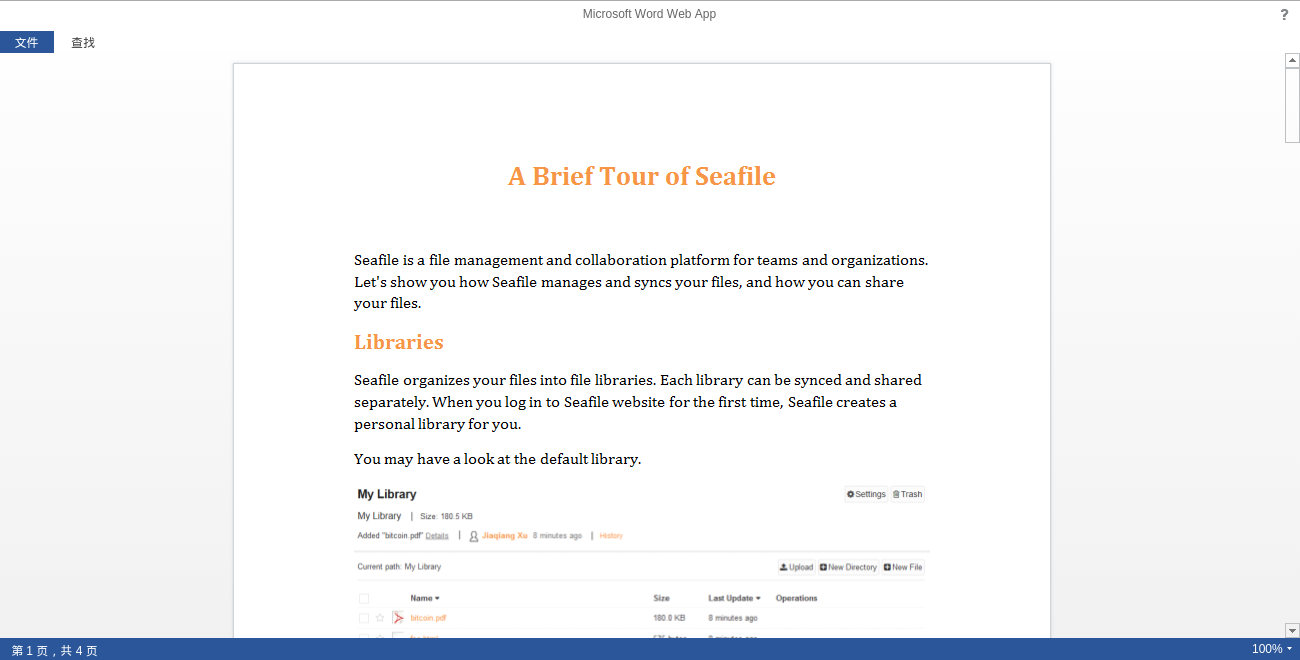 Microsoft Word Web App
?
文件 查找
A Brief Tour of Seafile
Seafile is a file management and collaboration platform for teams and organizations.
Let's show you how Seafile manages and syncs your files, and how you can share
your files.
Libraries
Seafile organizes your files into file libraries. Each library can be synced and shared
separately. When you log in to Seafile website for the first time, Seafile creates a
personal library for you.
You may have a look at the default library.
My Library Settings Trash
My Library | Size: 180.5 KB
Added "bitcoin.pdf" Details | Jiaqiang Xu 8 minutes ago | History
Current path: My Library Upload New Directory New File
Name Size Last Update Operations
bitcoin.pdf 180.0 KB 8 minutes ago
第 1 页，共 4 页 100%